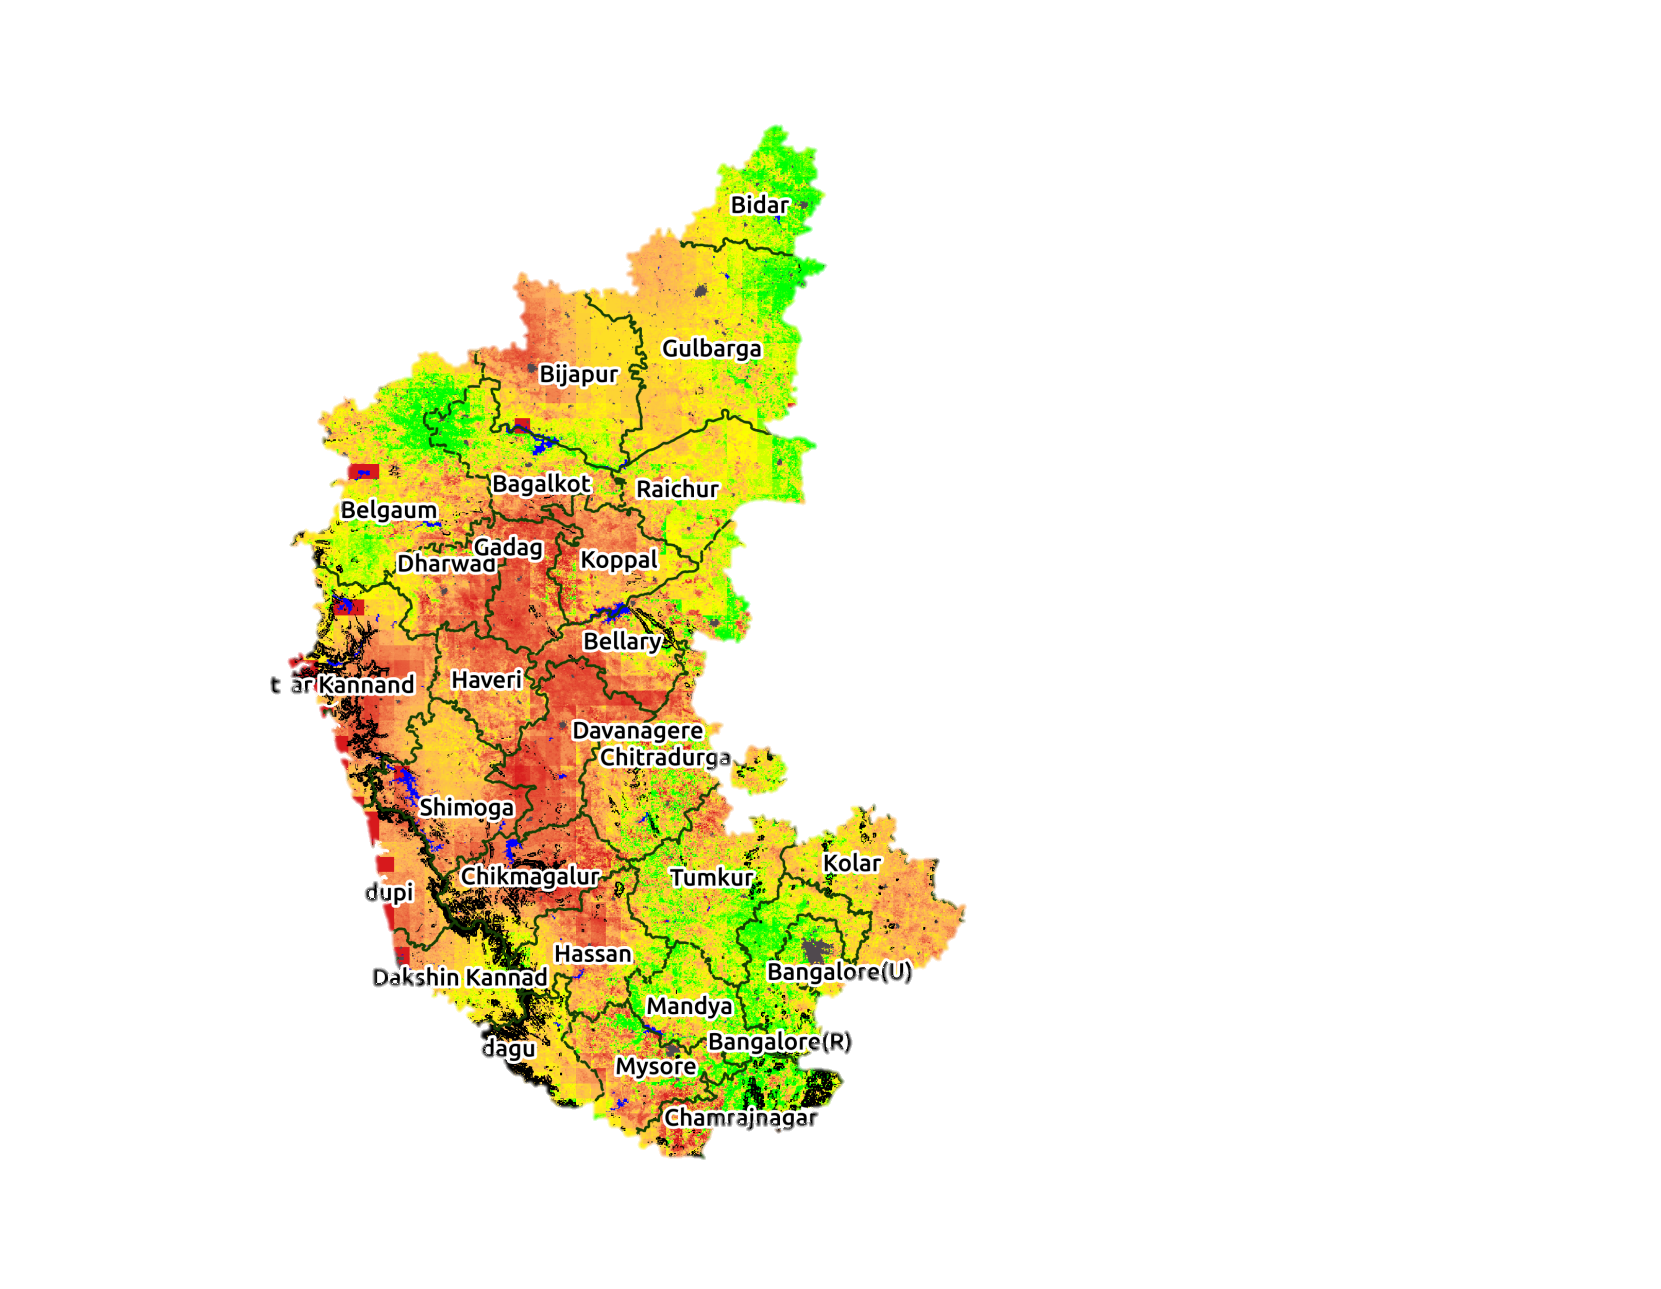 Bidar
Gulbarga
Bijapur
Bagalkot
Raichur
Belgaum
Gadag
Dharwad
Koppal
Bellary
Haveri
Kannand
Davanagere
Chitradurga
Shimoga
Kolar
Chikmagalur
Tumkur
dupi
Hassan
Bangalore(U)
Dakshin Kannad
Mandya
Bangalore(R)
dagu
Mysore
Chamrajnagar